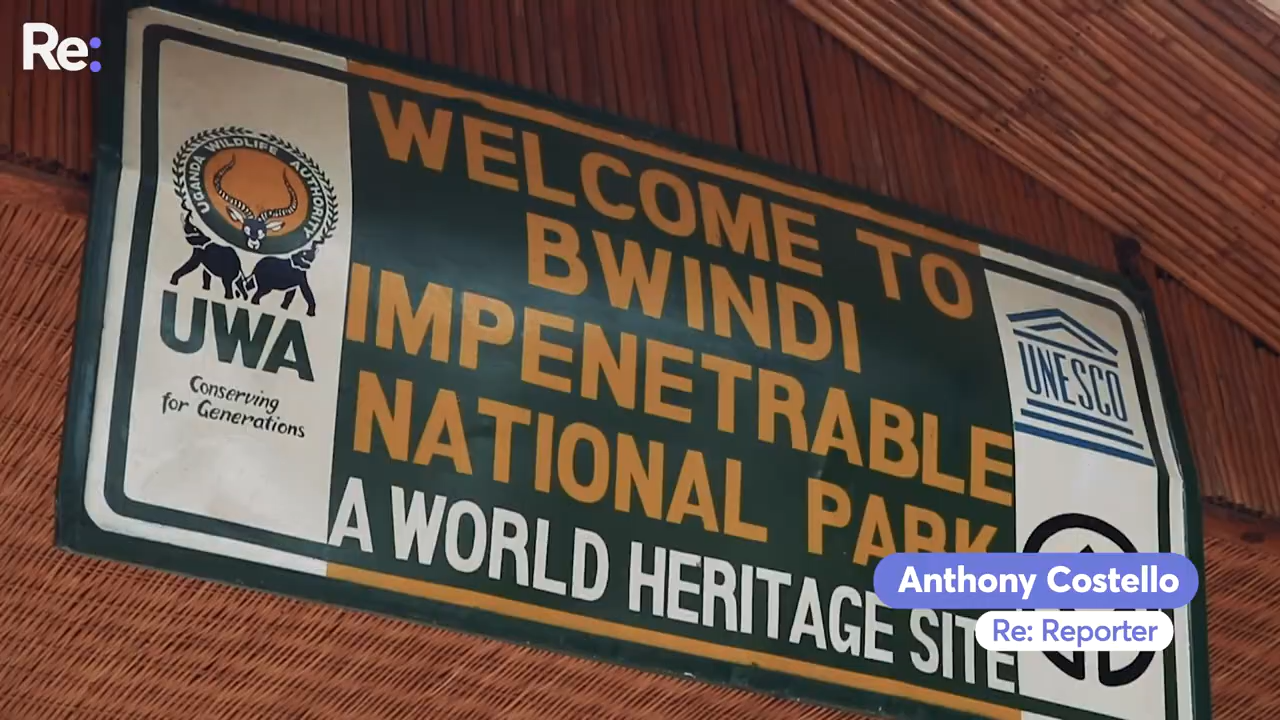 Re:
UGANDA WILDLIFE AUTHORITY
UWA
Conserving
for Generations
WELCOME TO
BWINDI
IMPENETRABLE
NATIONAL PARK
A WORLD HERITAGE SITE
UNESCO
Anthony Costello
Re: Reporter